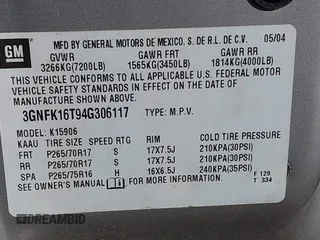 GM
MFD BY GENERAL MOTORS DE MEXICO, S. DE R.L. DE C.V. 05/04
GVWR GAWR FRT GAWR RR
3266KG(7200LB) 1565KG(3450LB) 1814KG(4000LB)
THIS VEHICLE CONFORMS TO ALL APPLICABLE U.S. FEDERAL MOTOR
VEHICLE SAFETY STANDARDS IN EFFECT ON THE DATE OF
MANUFACTURE SHOWN ABOVE.
3GNFK16T94G306117 TYPE: M.P.V.
MODEL: K15906
KAAU TIRE SIZE SPEED RTG RIM COLD TIRE PRESSURE
FRT P265/70R17 S 17X7.5J 210KPA(30PSI)
RR P265/70R17 S 17X7.5J 210KPA(30PSI)
SPA P265/75R16 H 16X6.5J 240KPA(35PSI)
SEE OWNER'S MANUAL FOR ADDITIONAL INFORMATION.
F 129
T 334
DREAMBID